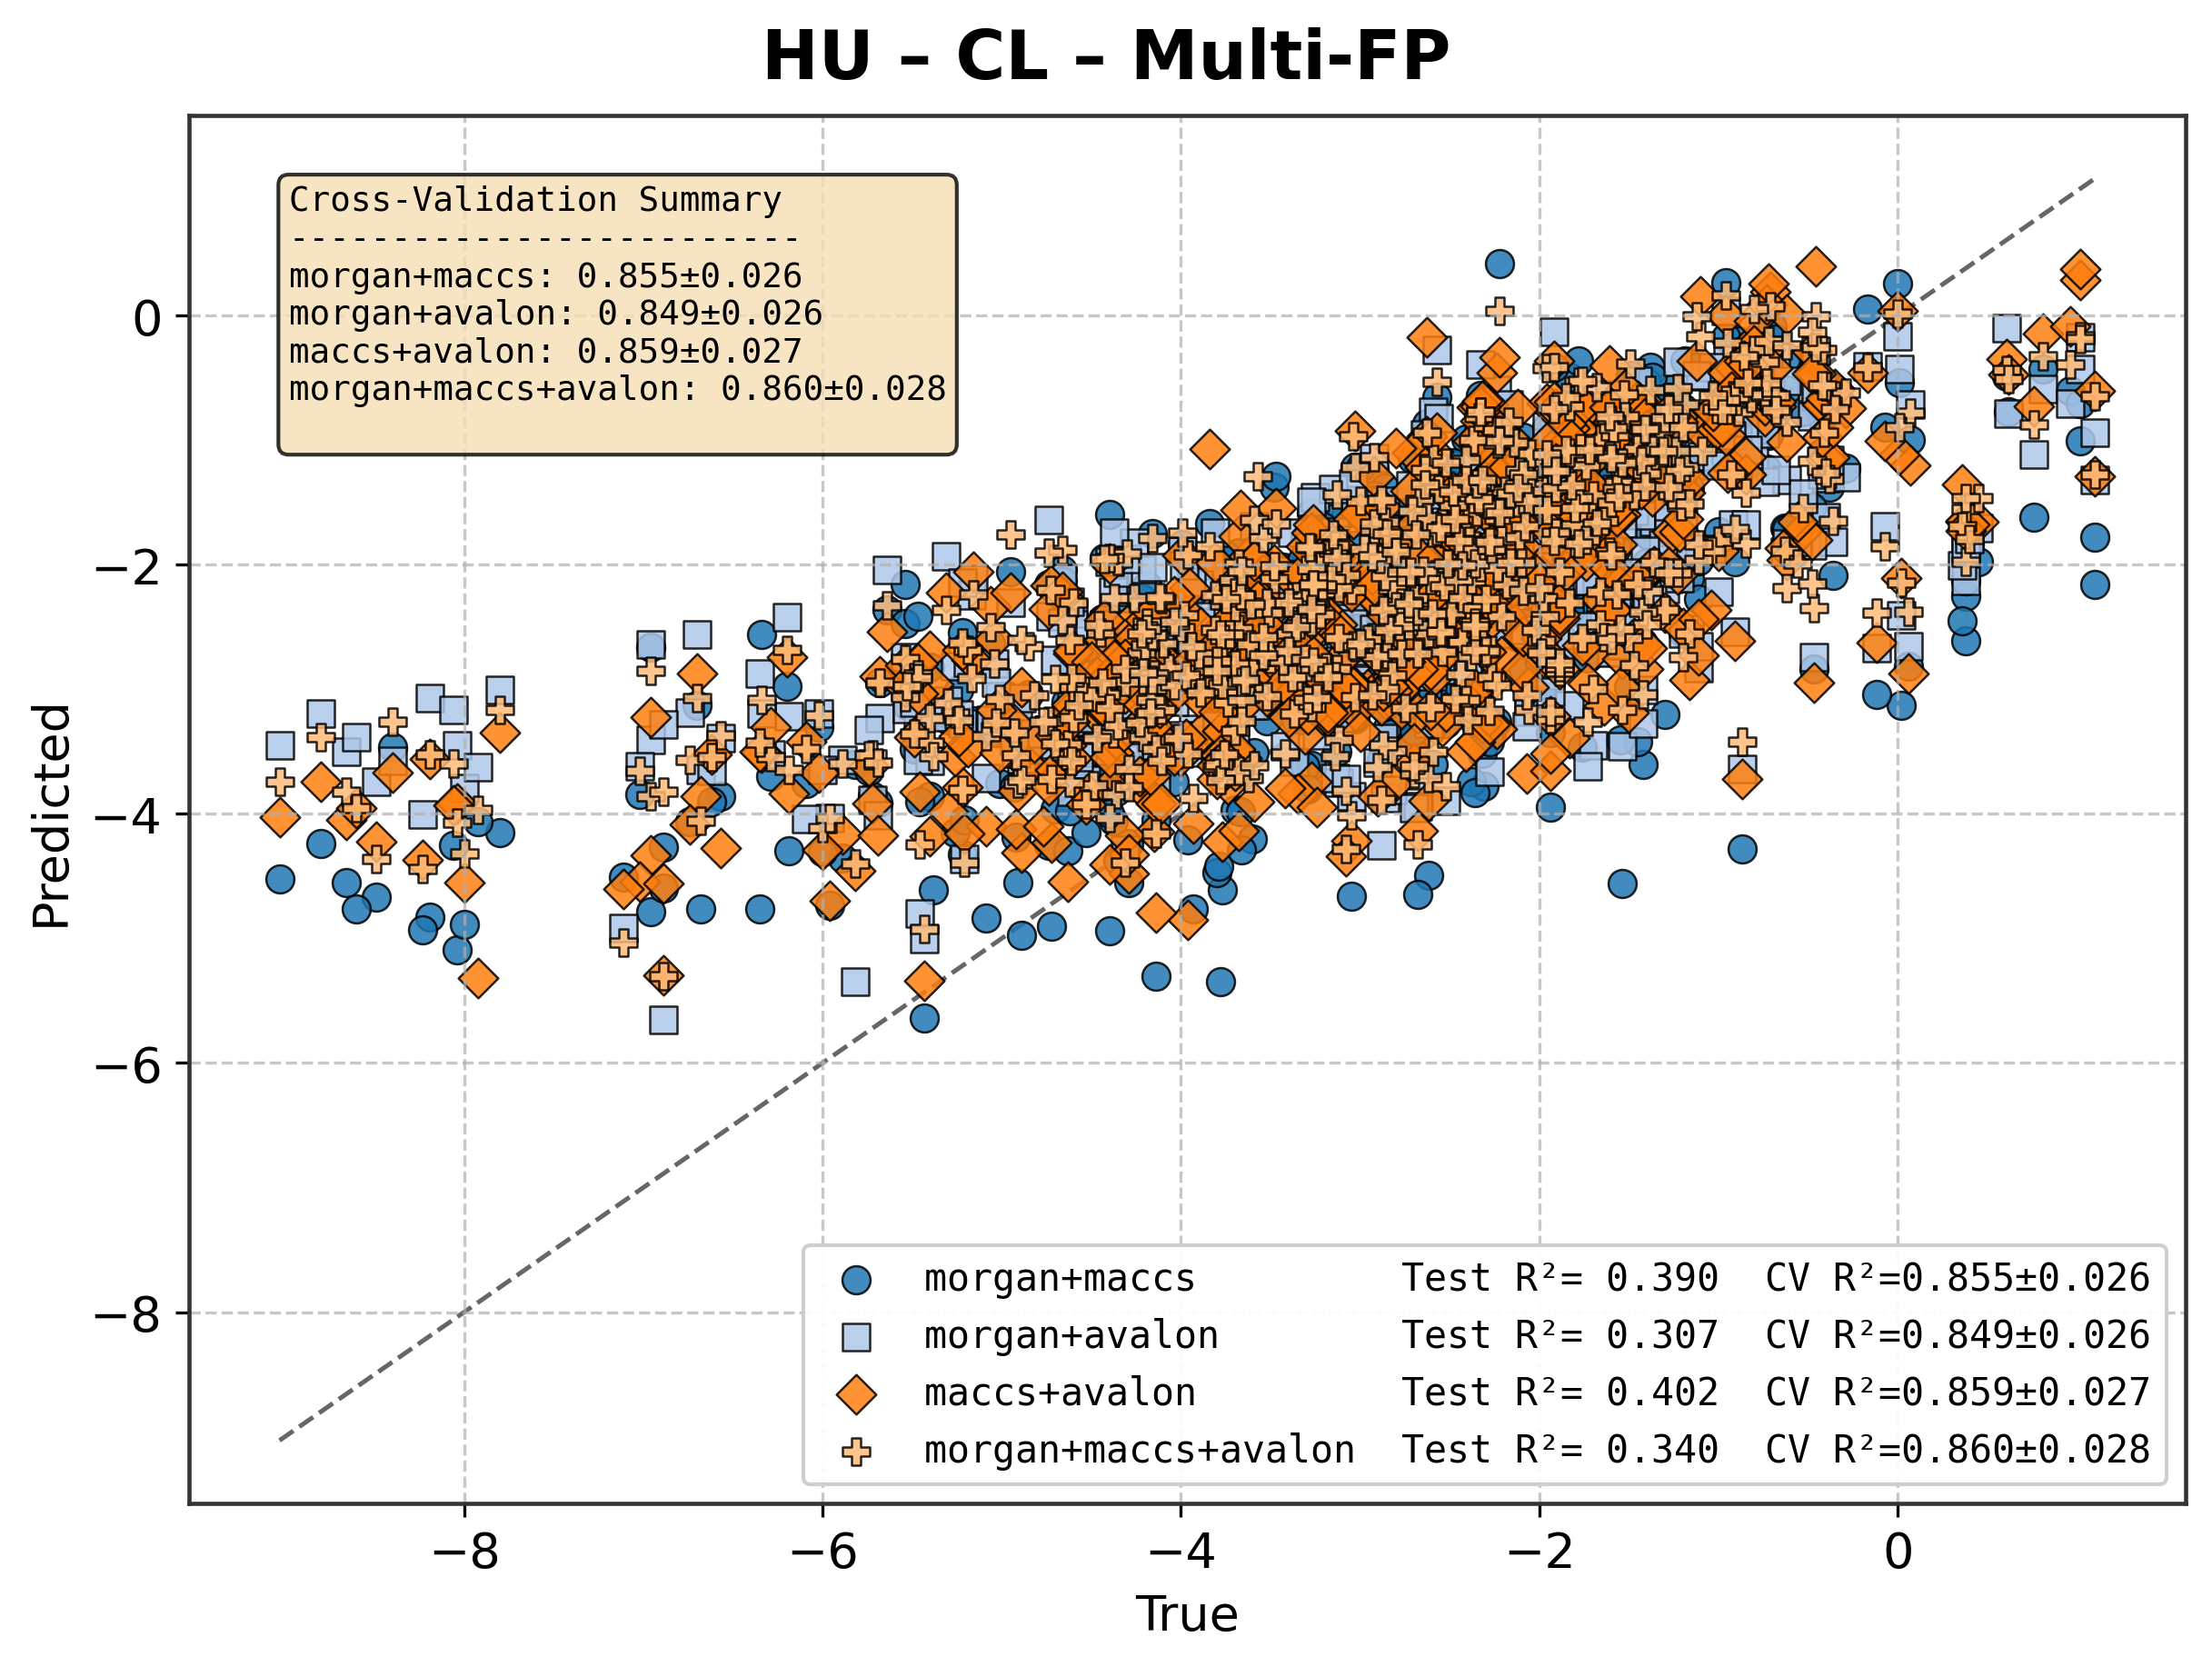 HU – CL – Multi-FP
Cross-Validation Summary
-------------------------
morgan+maccs: 0.855±0.026
morgan+avalon: 0.849±0.026
maccs+avalon: 0.859±0.027
morgan+maccs+avalon: 0.860±0.028
Predicted
0
−2
−4
−6
−8
morgan+maccs Test R²= 0.390 CV R²=0.855±0.026
morgan+avalon Test R²= 0.307 CV R²=0.849±0.026
maccs+avalon Test R²= 0.402 CV R²=0.859±0.027
morgan+maccs+avalon Test R²= 0.340 CV R²=0.860±0.028
−8 −6 −4 −2 0
True